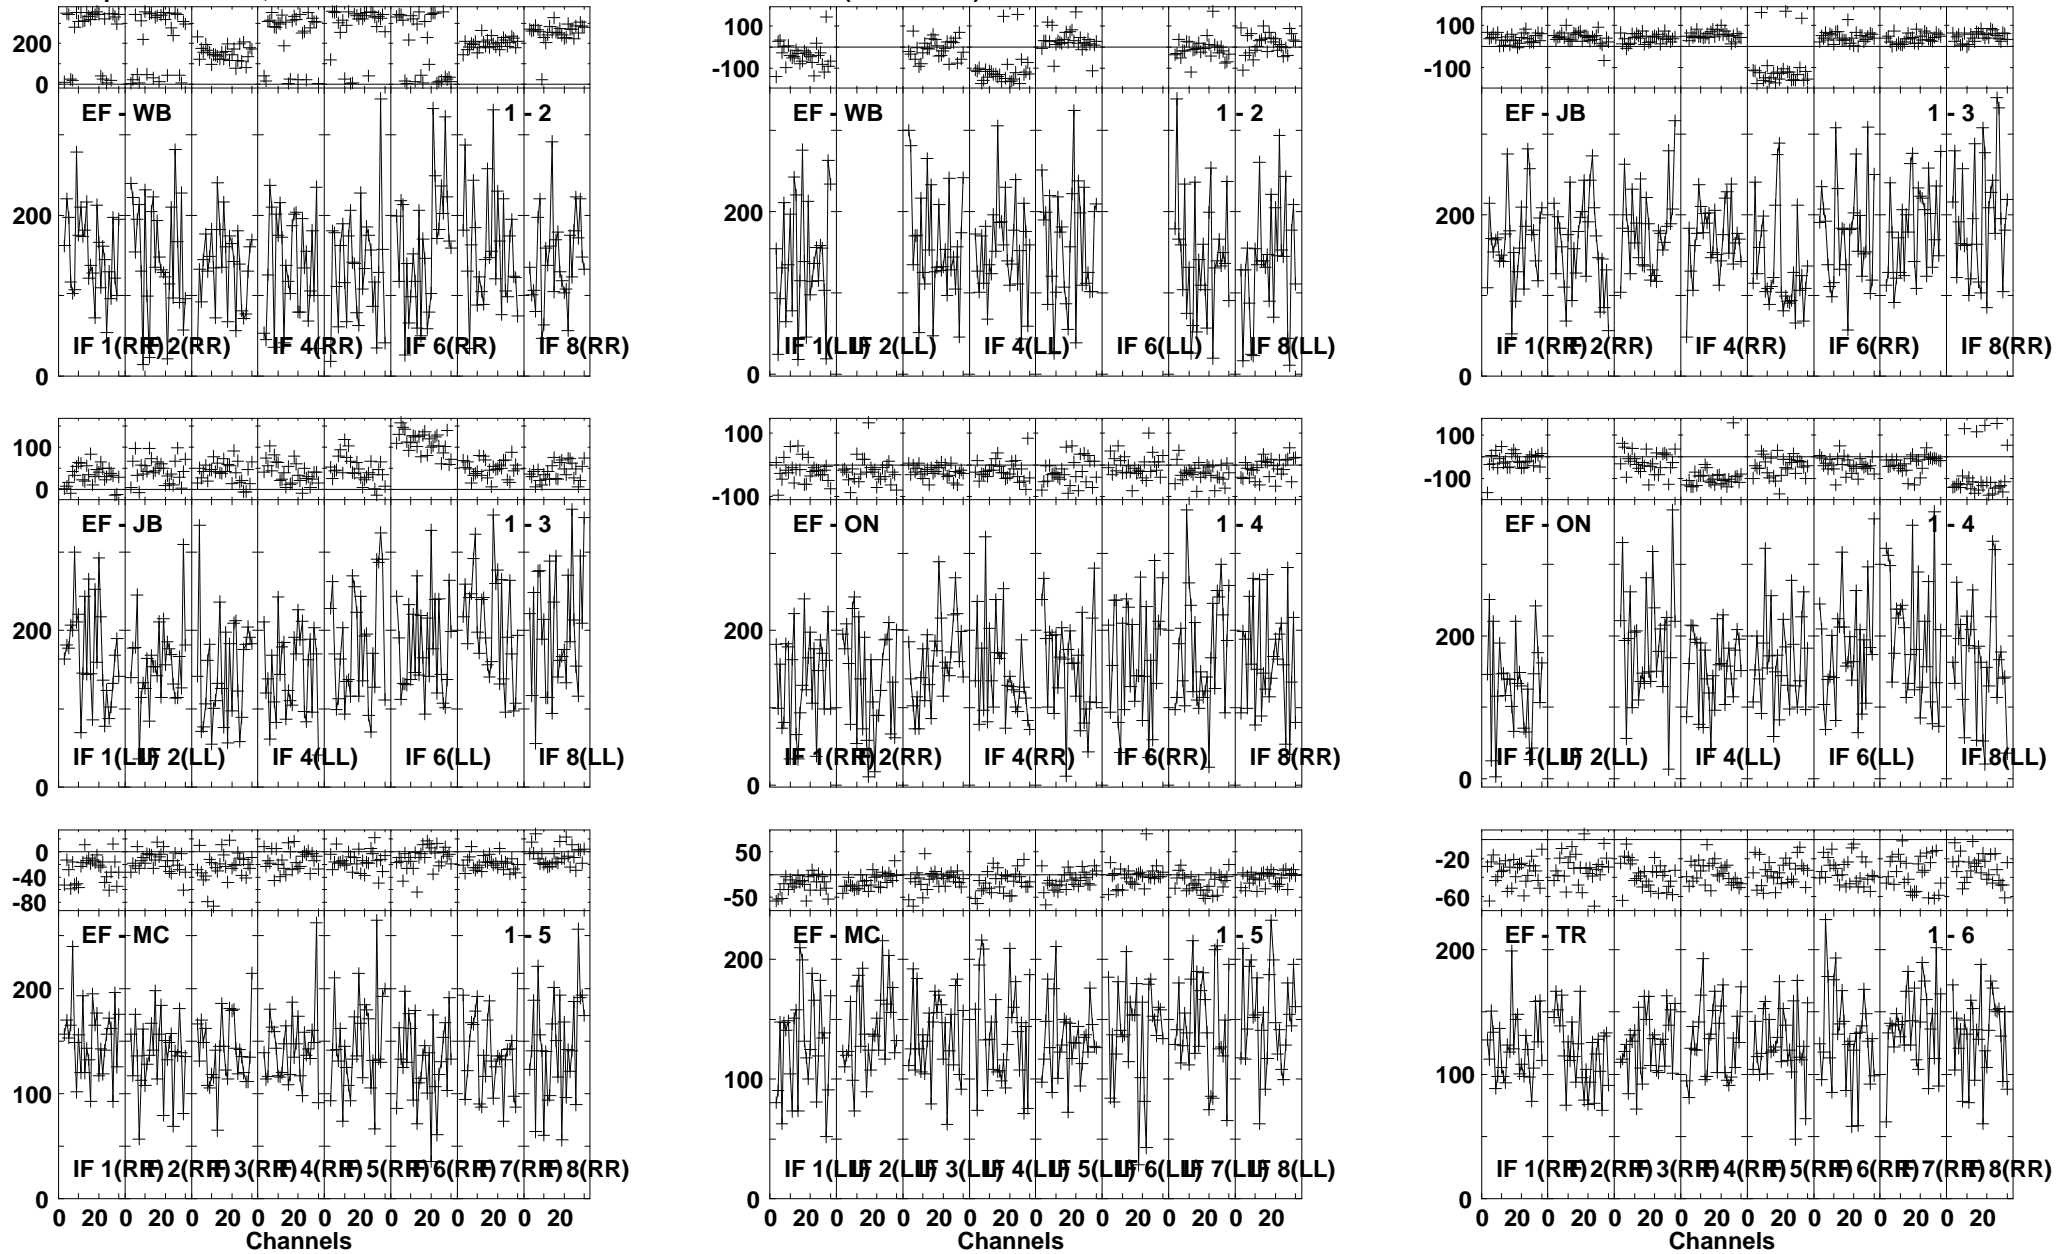 200
0
100
-100
100
-100
EF - WB 1 - 2
EF - WB 1 - 2
EF - JB 1 - 3
200
200
200
IF 1(RR) IF 2(RR) IF 4(RR) IF 6(RR) IF 8(RR)
IF 1(LL) IF 2(LL) IF 4(LL) IF 6(LL) IF 8(LL)
IF 1(RR) IF 2(RR) IF 4(RR) IF 6(RR) IF 8(RR)
0
0
0
100
0
100
-100
100
-100
EF - JB 1 - 3
EF - ON 1 - 4
EF - ON 1 - 4
200
200
200
IF 1(LL) IF 2(LL) IF 4(LL) IF 6(LL) IF 8(LL)
IF 1(RR) IF 2(RR) IF 4(RR) IF 6(RR) IF 8(RR)
IF 1(LL) IF 2(LL) IF 4(LL) IF 6(LL) IF 8(LL)
0
0
0
0
-40
-80
50
-50
-20
-60
EF - MC 1 - 5
EF - MC 1 - 5
EF - TR 1 - 6
200
100
200
100
200
100
IF 1(RR) IF 2(RR) IF 3(RR) IF 4(RR) IF 5(RR) IF 6(RR) IF 7(RR) IF 8(RR)
IF 1(LL) IF 2(LL) IF 3(LL) IF 4(LL) IF 5(LL) IF 6(LL) IF 7(LL) IF 8(LL)
IF 1(RR) IF 2(RR) IF 3(RR) IF 4(RR) IF 5(RR) IF 6(RR) IF 7(RR) IF 8(RR)
0
0
0
0 20 0 20 0 20 0 20 0 20 0 20 0 20 0 20
0 20 0 20 0 20 0 20 0 20 0 20 0 20 0 20
0 20 0 20 0 20 0 20 0 20 0 20 0 20 0 20
Channels
Channels
Channels